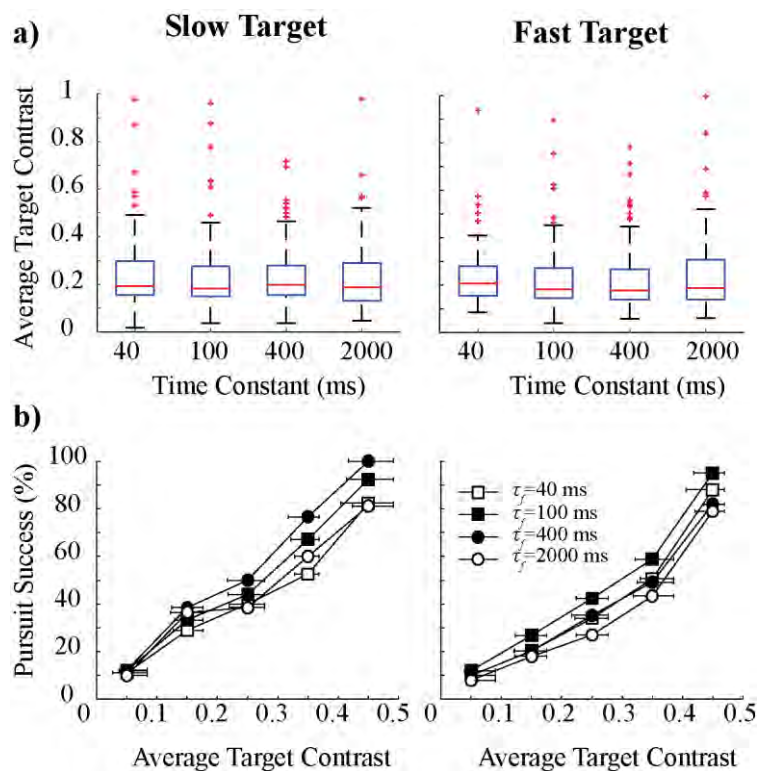 a)
Slow Target
Fast Target
Average Target Contrast
1
0.8
0.6
0.4
0.2
0
40 100 400 2000
40 100 400 2000
Time Constant (ms)
Time Constant (ms)
b)
Pursuit Success (%)
100
80
60
40
20
0
τf=40 ms
τf=100 ms
τf=400 ms
τf=2000 ms
0 0.1 0.2 0.3 0.4 0.5
0 0.1 0.2 0.3 0.4 0.5
Average Target Contrast
Average Target Contrast